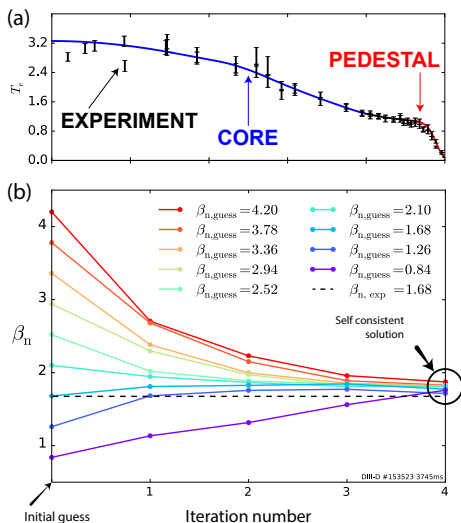 (a)
3.2
2.4
1.6
0.8
0.0
T_e
EXPERIMENT
CORE
PEDESTAL
(b)
4
3
2
1
β_n
β_n,guess=4.20
β_n,guess=3.78
β_n,guess=3.36
β_n,guess=2.94
β_n,guess=2.52
β_n,guess=2.10
β_n,guess=1.68
β_n,guess=1.26
β_n,guess=0.84
β_n, exp=1.68
Self consistent
solution
DIII-D #153523 3745ms
1
2
3
4
Initial guess
Iteration number